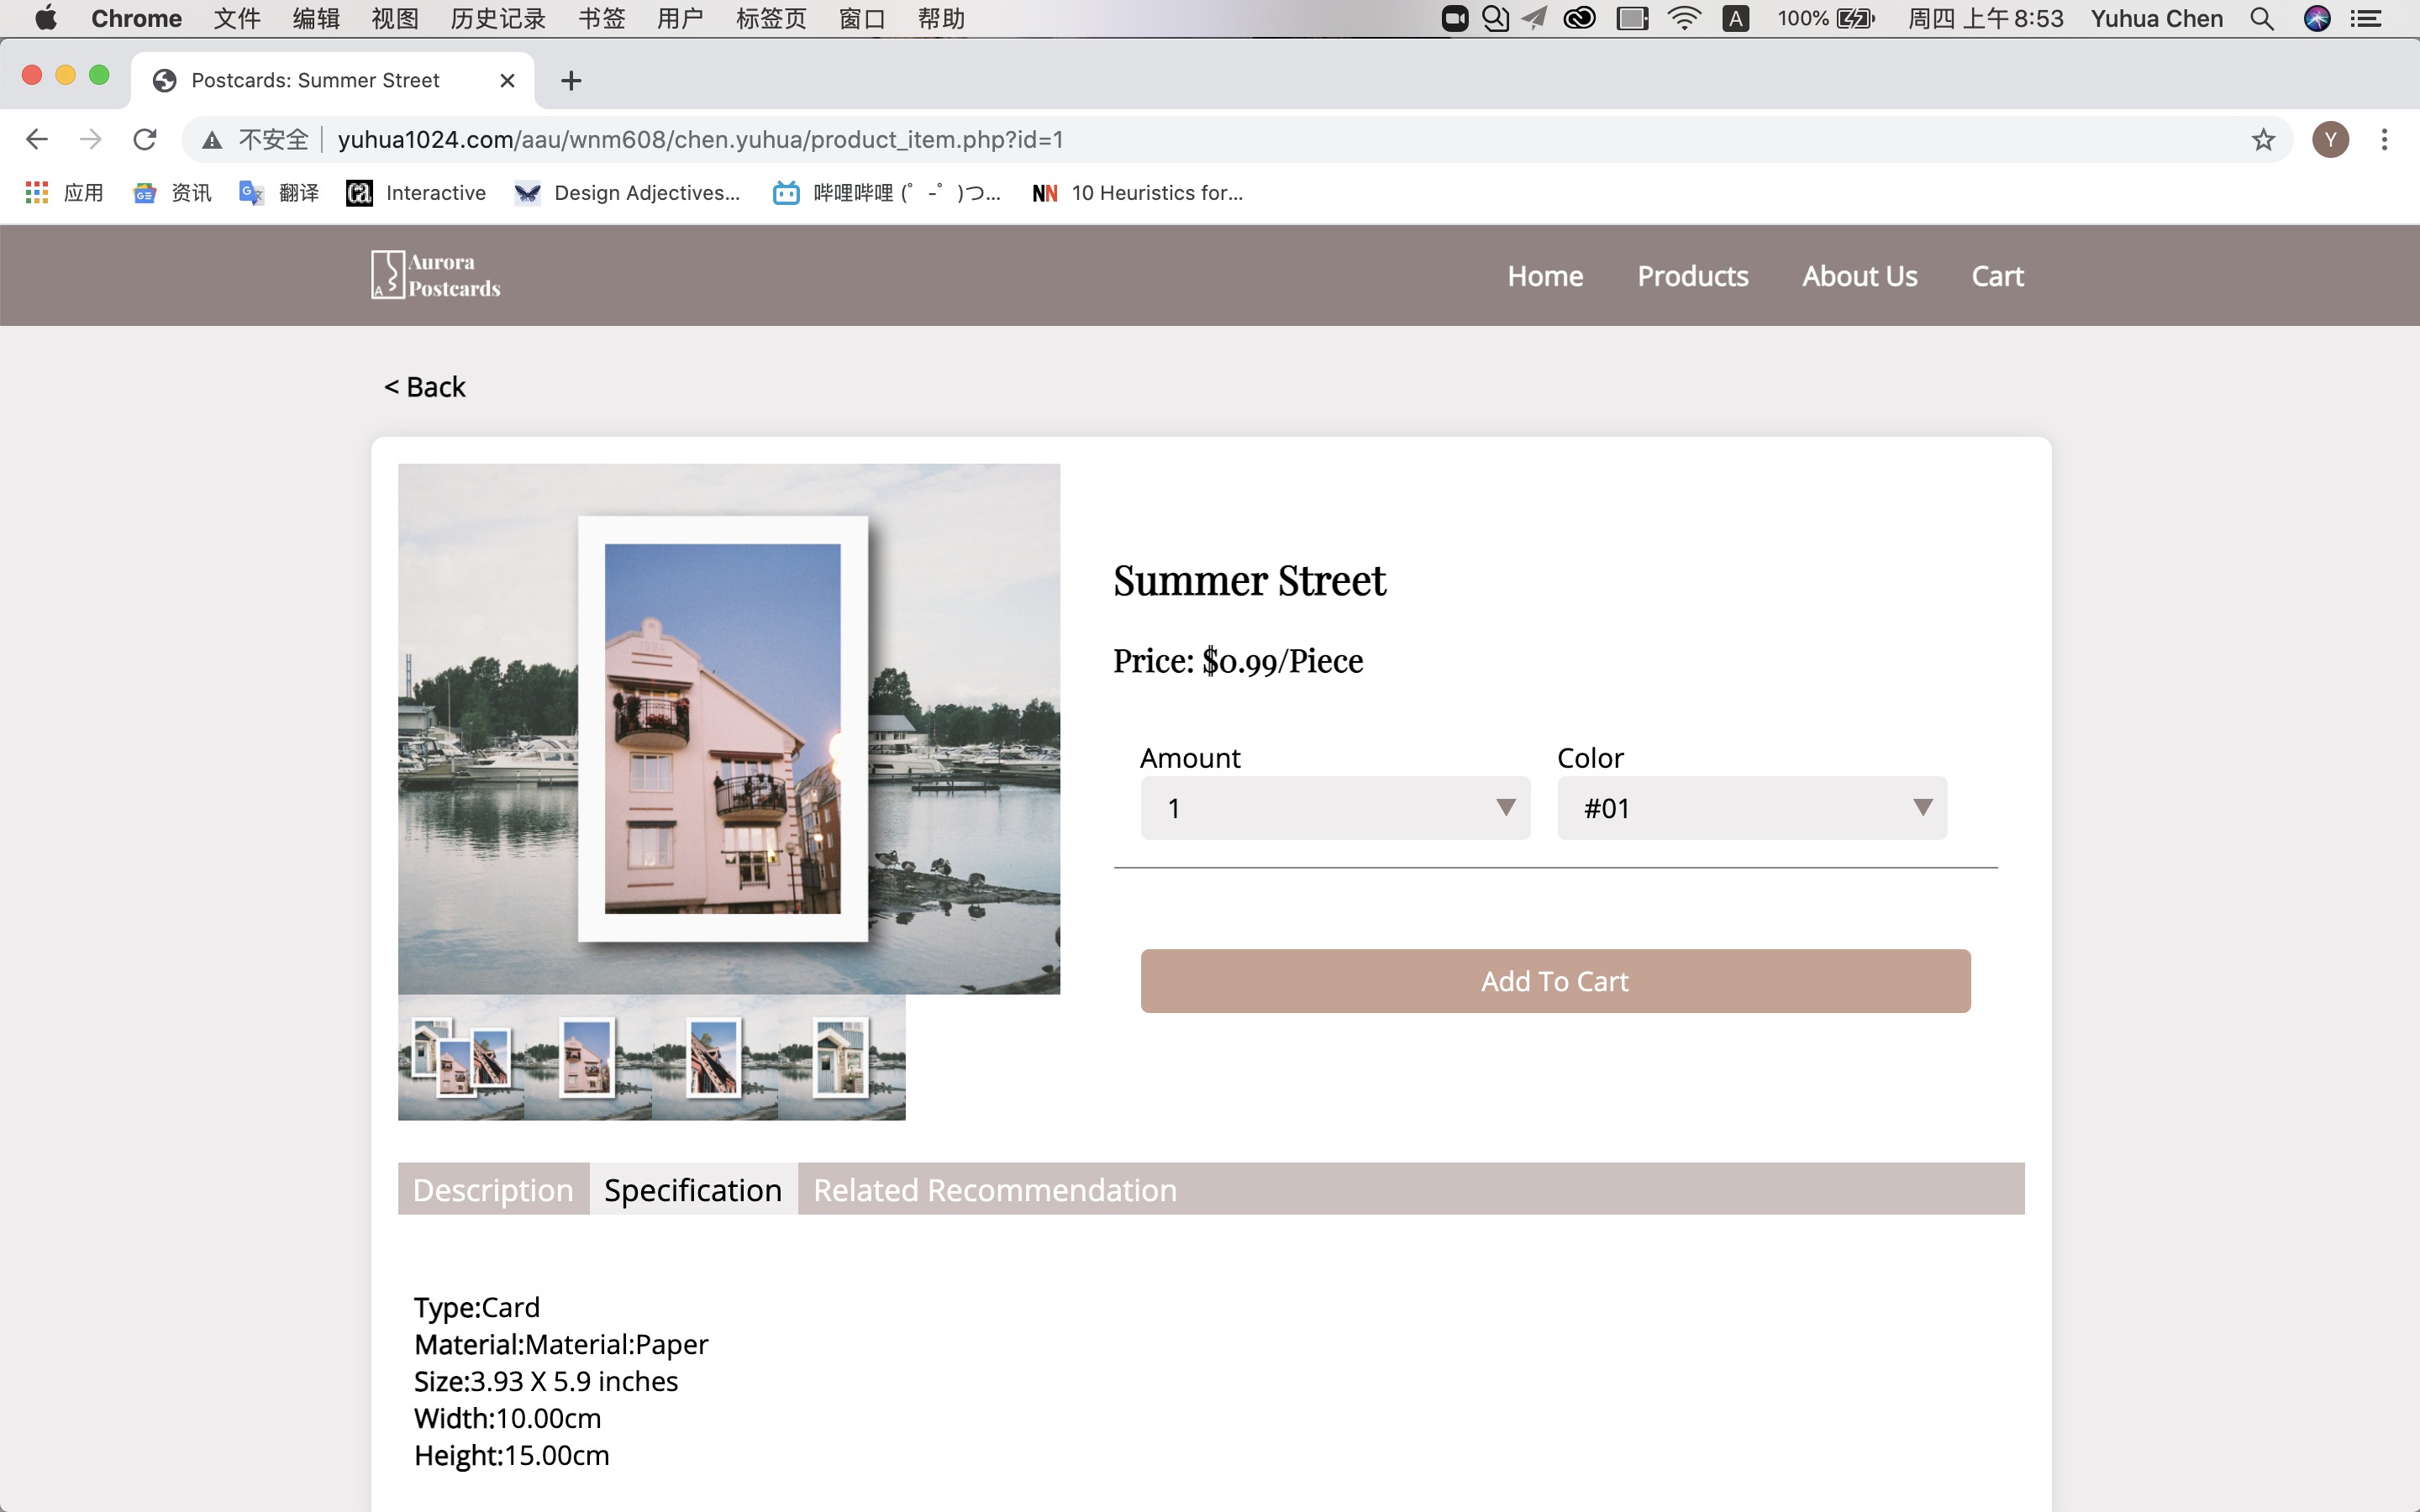 Chrome 文件 编辑 视图 历史记录 书签 用户 标签页 窗口 帮助 A 100% 周四 上午8:53 Yuhua Chen
Postcards: Summer Street
不安全 yuhua1024.com/aau/wnm608/chen.yuhua/product_item.php?id=1 Y
应用 资讯 翻译 Interactive Design Adjectives... 哔哩哔哩 (゜-゜)つ... 10 Heuristics for...
Aurora
Postcards
Home Products About Us Cart
< Back
Summer Street
Price: $0.99/Piece
Amount Color
1 #01
Add To Cart
Description Specification Related Recommendation
Type:Card
Material:Material:Paper
Size:3.93 X 5.9 inches
Width:10.00cm
Height:15.00cm